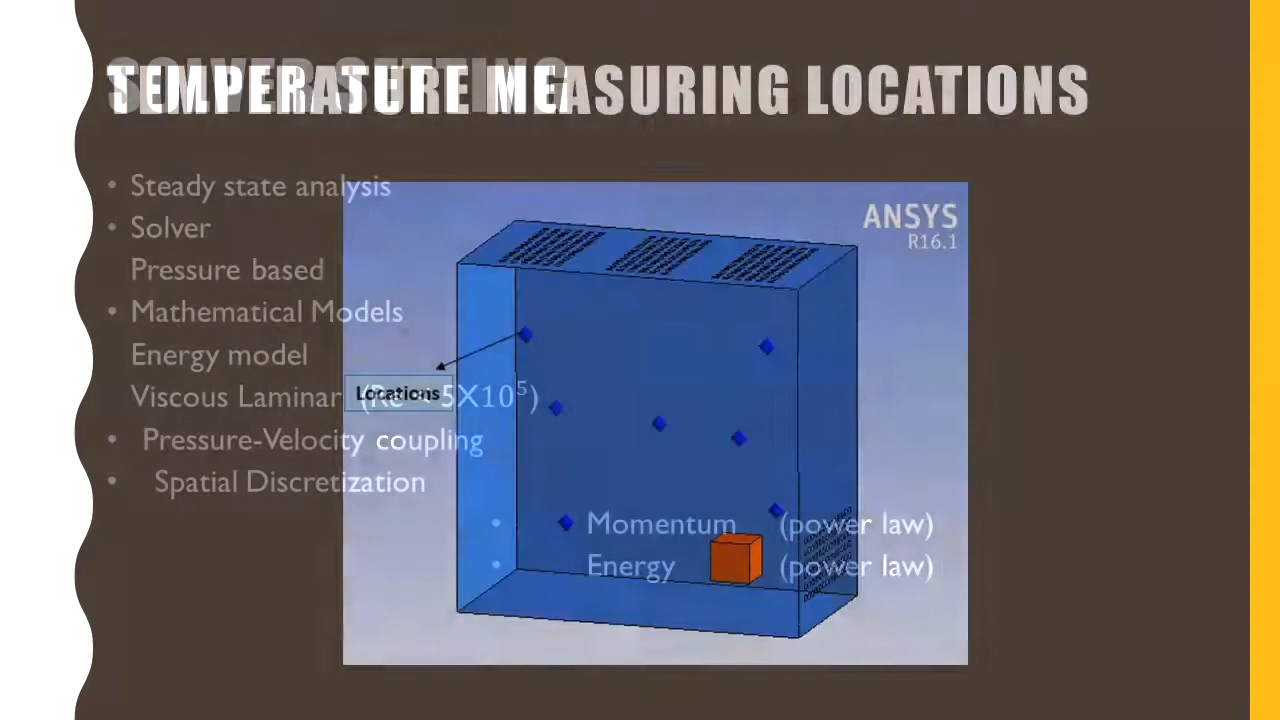 SOLVER SETTING
TEMPERATURE MEASURING LOCATIONS
• Steady state analysis
• Solver
Pressure based
• Mathematical Models
Energy model
Viscous Laminar (Re < 5X10⁵)
• Pressure-Velocity coupling
• Spatial Discretization
• Momentum (power law)
• Energy (power law)
ANSYS
R16.1
Locations